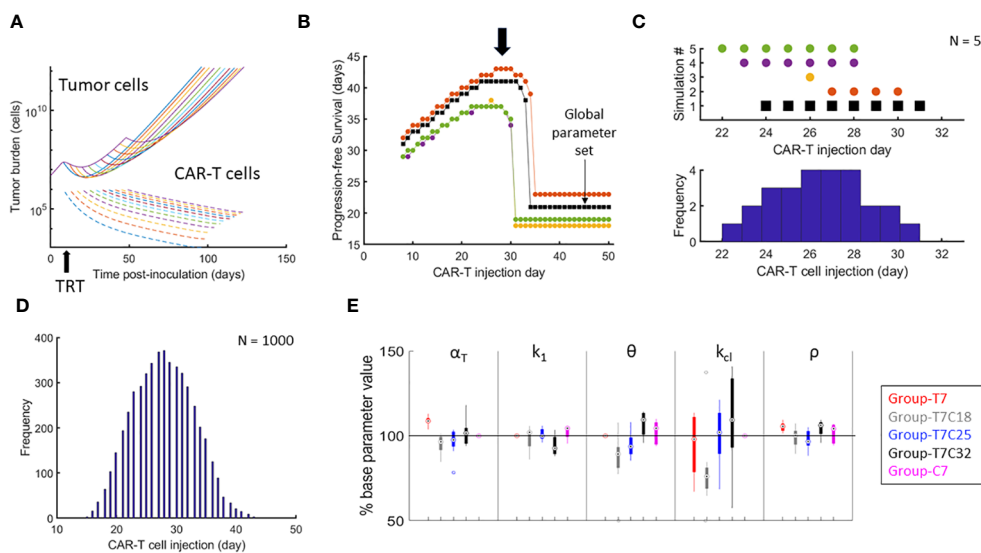 A
Tumor cells
CAR-T cells
Tumor burden (cells)
10^10
10^5
0 50 100 150
Time post-inoculation (days)
TRT
B
Progression-free Survival (days)
45
40
35
30
25
20
15
Global
parameter
set
0 10 20 30 40 50
CAR-T injection day
C
N = 5
Simulation #
5
4
3
2
1
22 24 26 28 30 32
CAR-T injection day
Frequency
4
3
2
1
0
22 24 26 28 30 32
CAR-T cell injection (day)
D
N = 1000
Frequency
400
300
200
100
0
10 20 30 40 50
CAR-T cell injection (day)
E
% base parameter value
150
100
50
α_T k_1 θ k_cl ρ
Group-T7
Group-T7C18
Group-T7C25
Group-T7C32
Group-C7